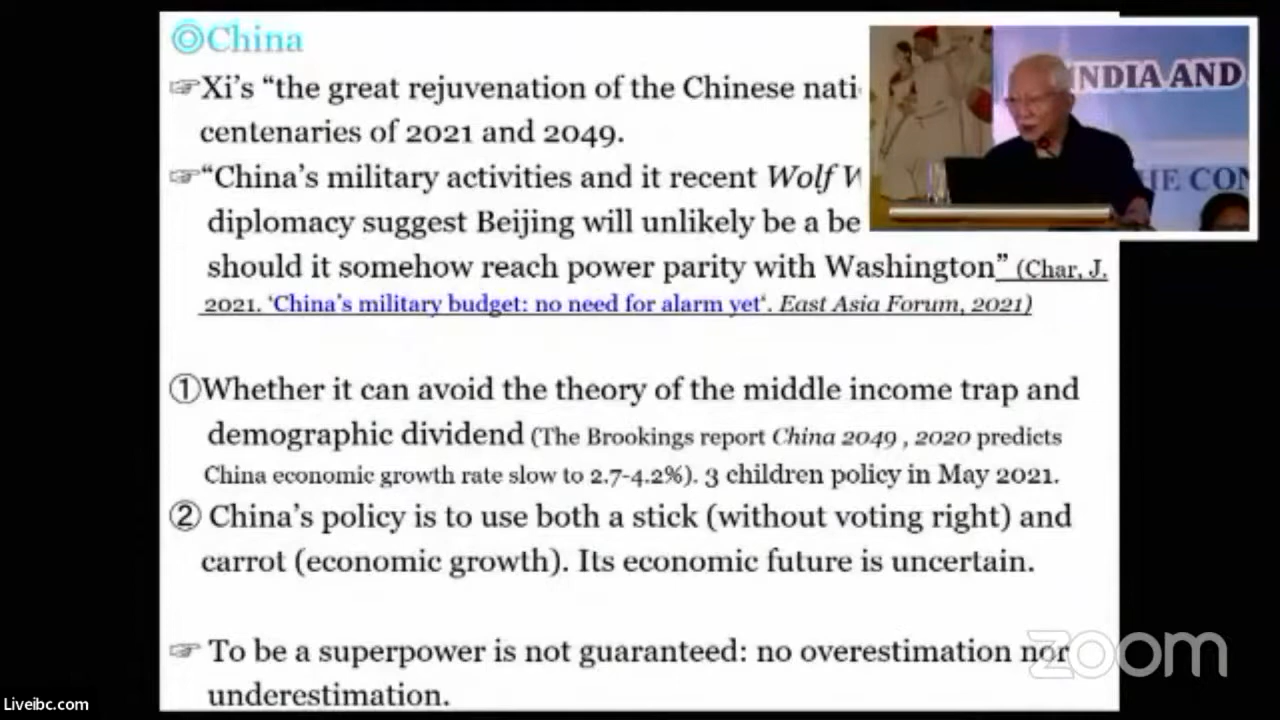 ◎China
☞Xi's “the great rejuvenation of the Chinese nati
centenaries of 2021 and 2049.
☞“China's military activities and it recent Wolf W
diplomacy suggest Beijing will unlikely be a be
should it somehow reach power parity with Washington” (Char, J.
2021. ‘China's military budget: no need for alarm yet‘. East Asia Forum, 2021)
①Whether it can avoid the theory of the middle income trap and
demographic dividend (The Brookings report China 2049 , 2020 predicts
China economic growth rate slow to 2.7-4.2%). 3 children policy in May 2021.
② China's policy is to use both a stick (without voting right) and
carrot (economic growth). Its economic future is uncertain.
☞ To be a superpower is not guaranteed: no overestimation nor
underestimation.
INDIA AND
HE CON
zoom
Liveibc.com